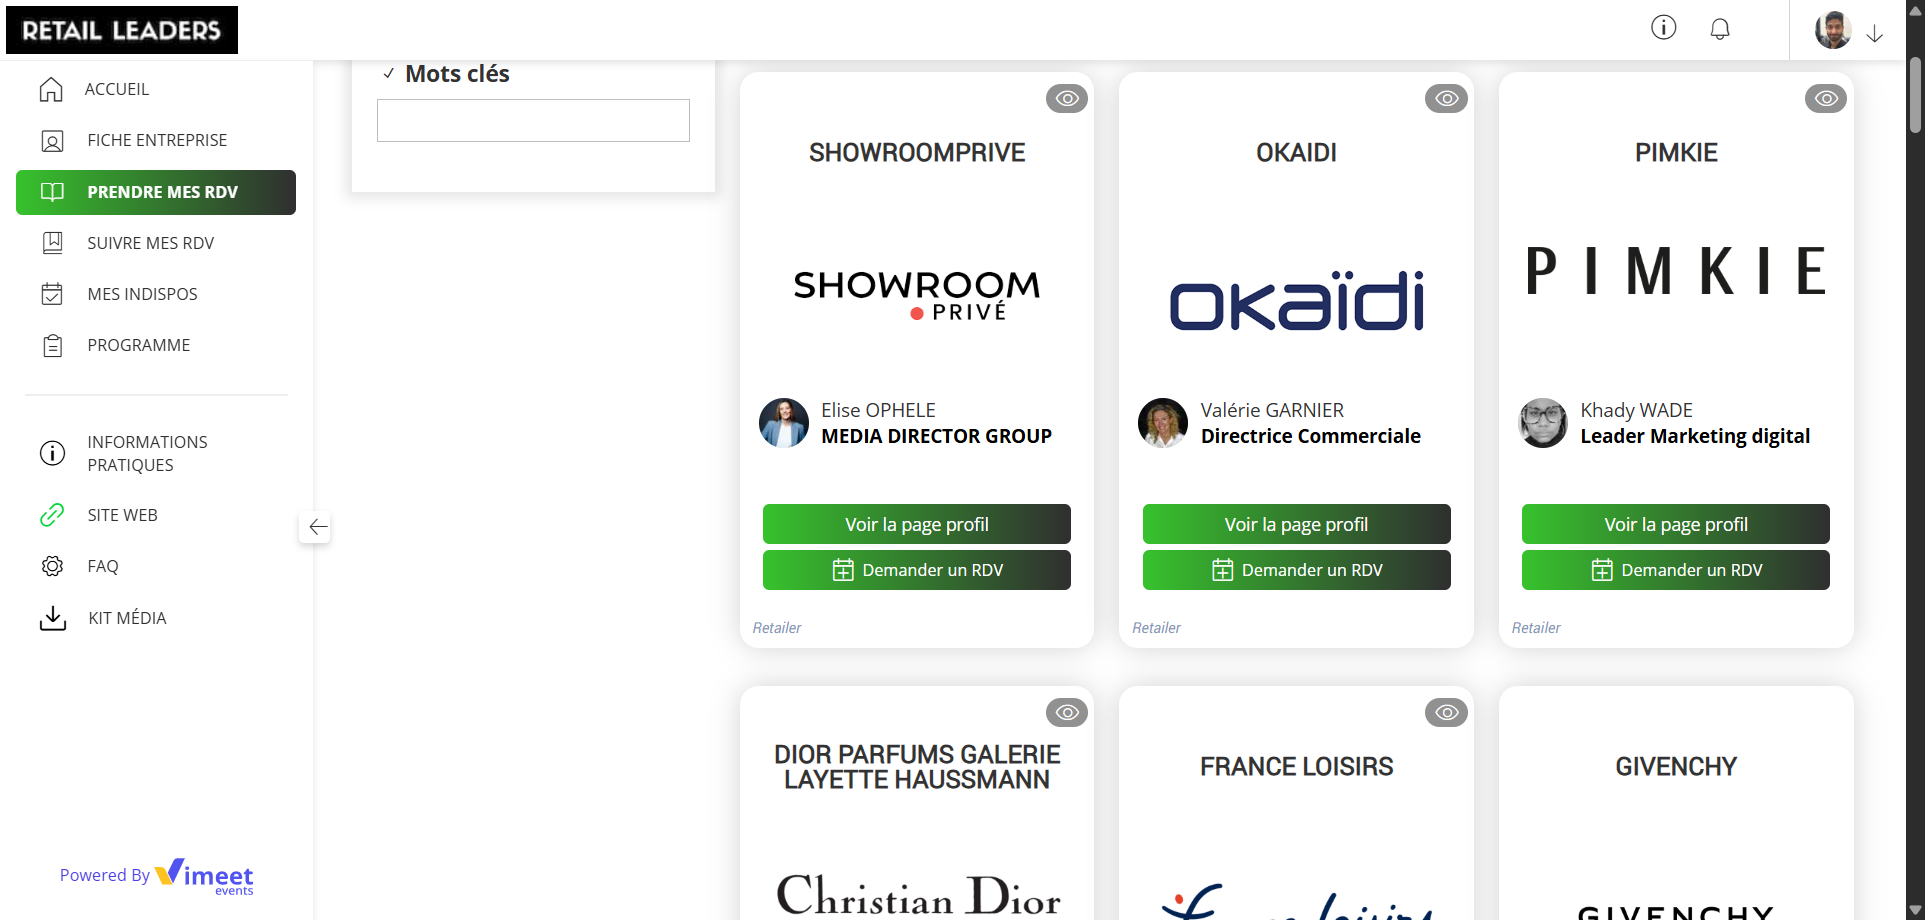 RETAIL LEADERS
ACCUEIL
FICHE ENTREPRISE
PRENDRE MES RDV
SUIVRE MES RDV
MES INDISPOS
PROGRAMME
INFORMATIONS
PRATIQUES
SITE WEB
FAQ
KIT MÉDIA
Powered By Vimeet
events
Mots clés
SHOWROOMPRIVE
SHOWROOM
PRIVÉ
Elise OPHELE
MEDIA DIRECTOR GROUP
Voir la page profil
Demander un RDV
Retailer
OKAIDI
okaïdi
Valérie GARNIER
Directrice Commerciale
Voir la page profil
Demander un RDV
Retailer
PIMKIE
PIMKIE
Khady WADE
Leader Marketing digital
Voir la page profil
Demander un RDV
Retailer
DIOR PARFUMS GALERIE
LAYETTE HAUSSMANN
Christian Dior
FRANCE LOISIRS
France Loisirs
GIVENCHY
GIVENCHY